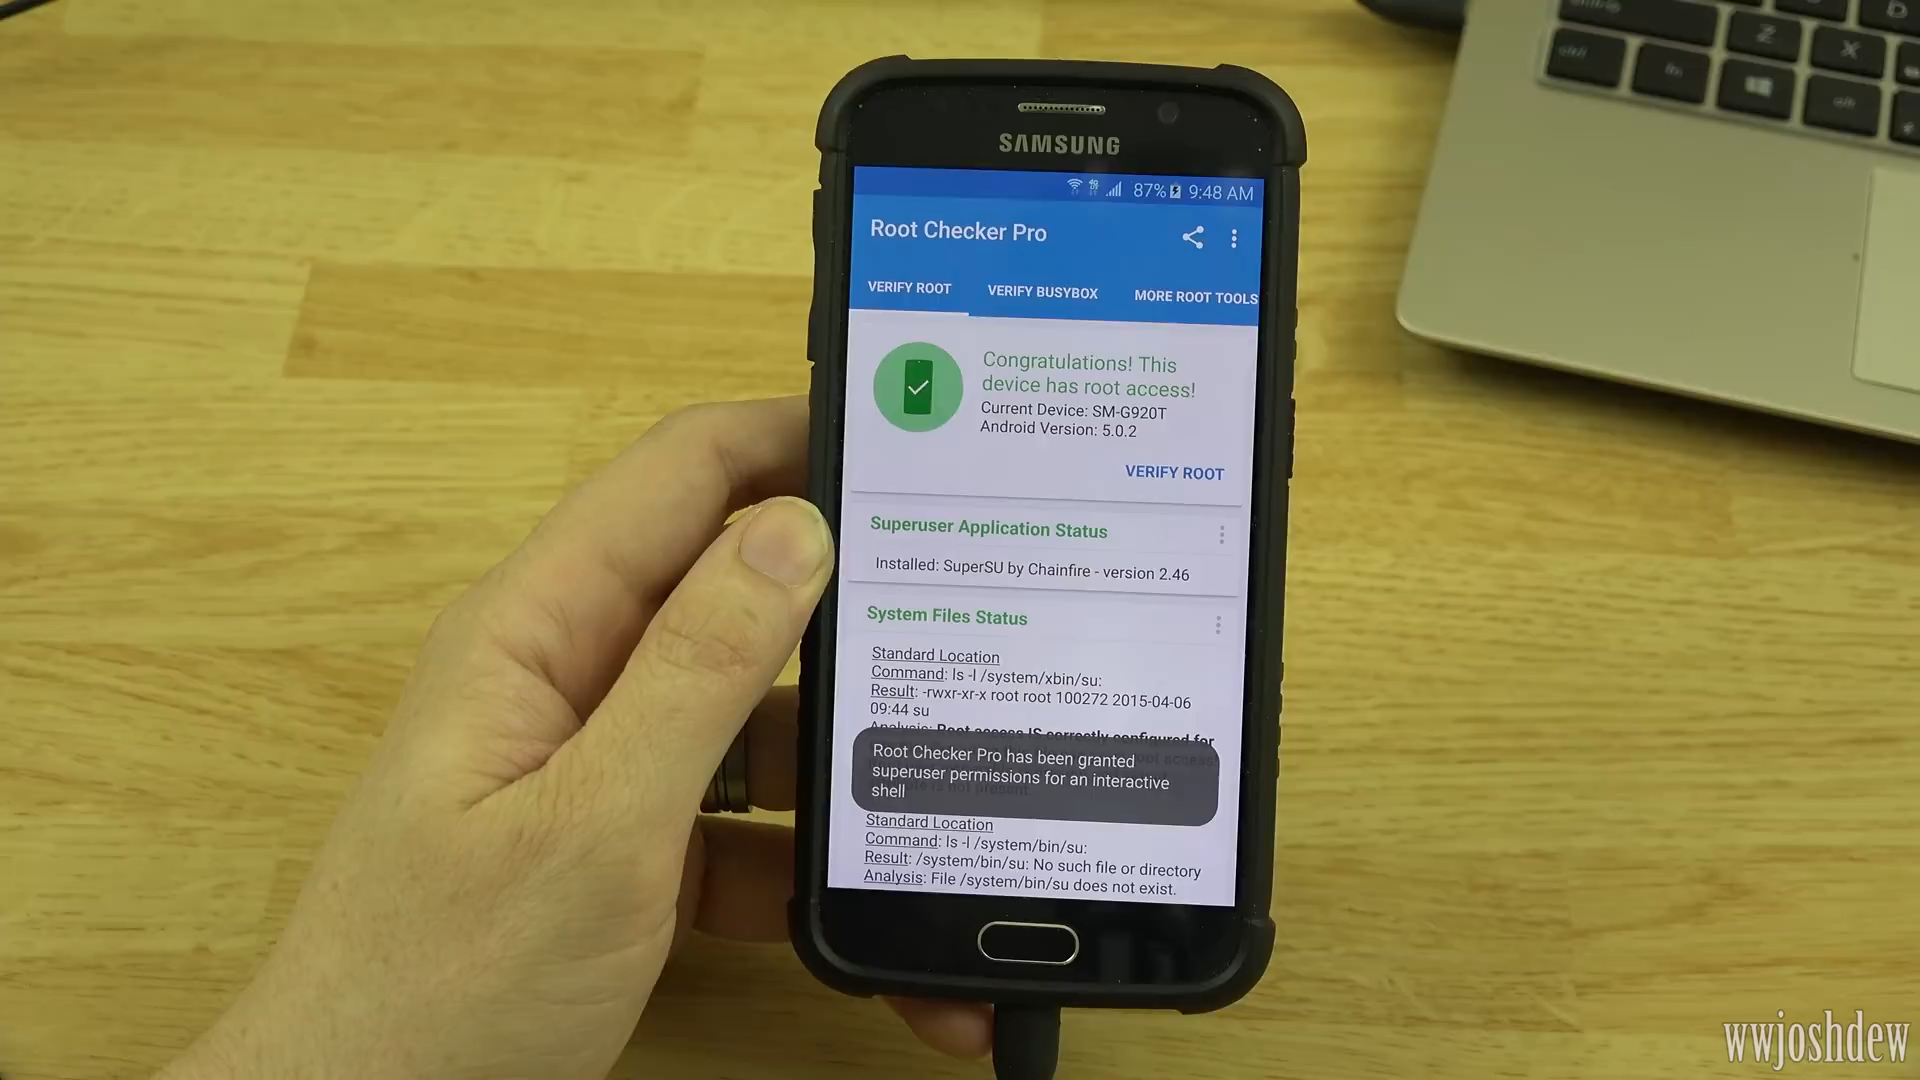 SAMSUNG
87% 9:48 AM
Root Checker Pro
VERIFY ROOT VERIFY BUSYBOX MORE ROOT TOOLS
Congratulations! This
device has root access!
Current Device: SM-G920T
Android Version: 5.0.2
VERIFY ROOT
Superuser Application Status
Installed: SuperSU by Chainfire - version 2.46
System Files Status
Standard Location
Command: ls -l /system/xbin/su:
Result: -rwxr-xr-x root root 100272 2015-04-06
09:44 su
Analysis: Root access IS correctly configured for
Root Checker Pro has been granted
superuser permissions for an interactive
shell
Standard Location
Command: ls -l /system/bin/su:
Result: /system/bin/su: No such file or directory
Analysis: File /system/bin/su does not exist.
Z
X
ctrl
fn
alt
wwjoshdew